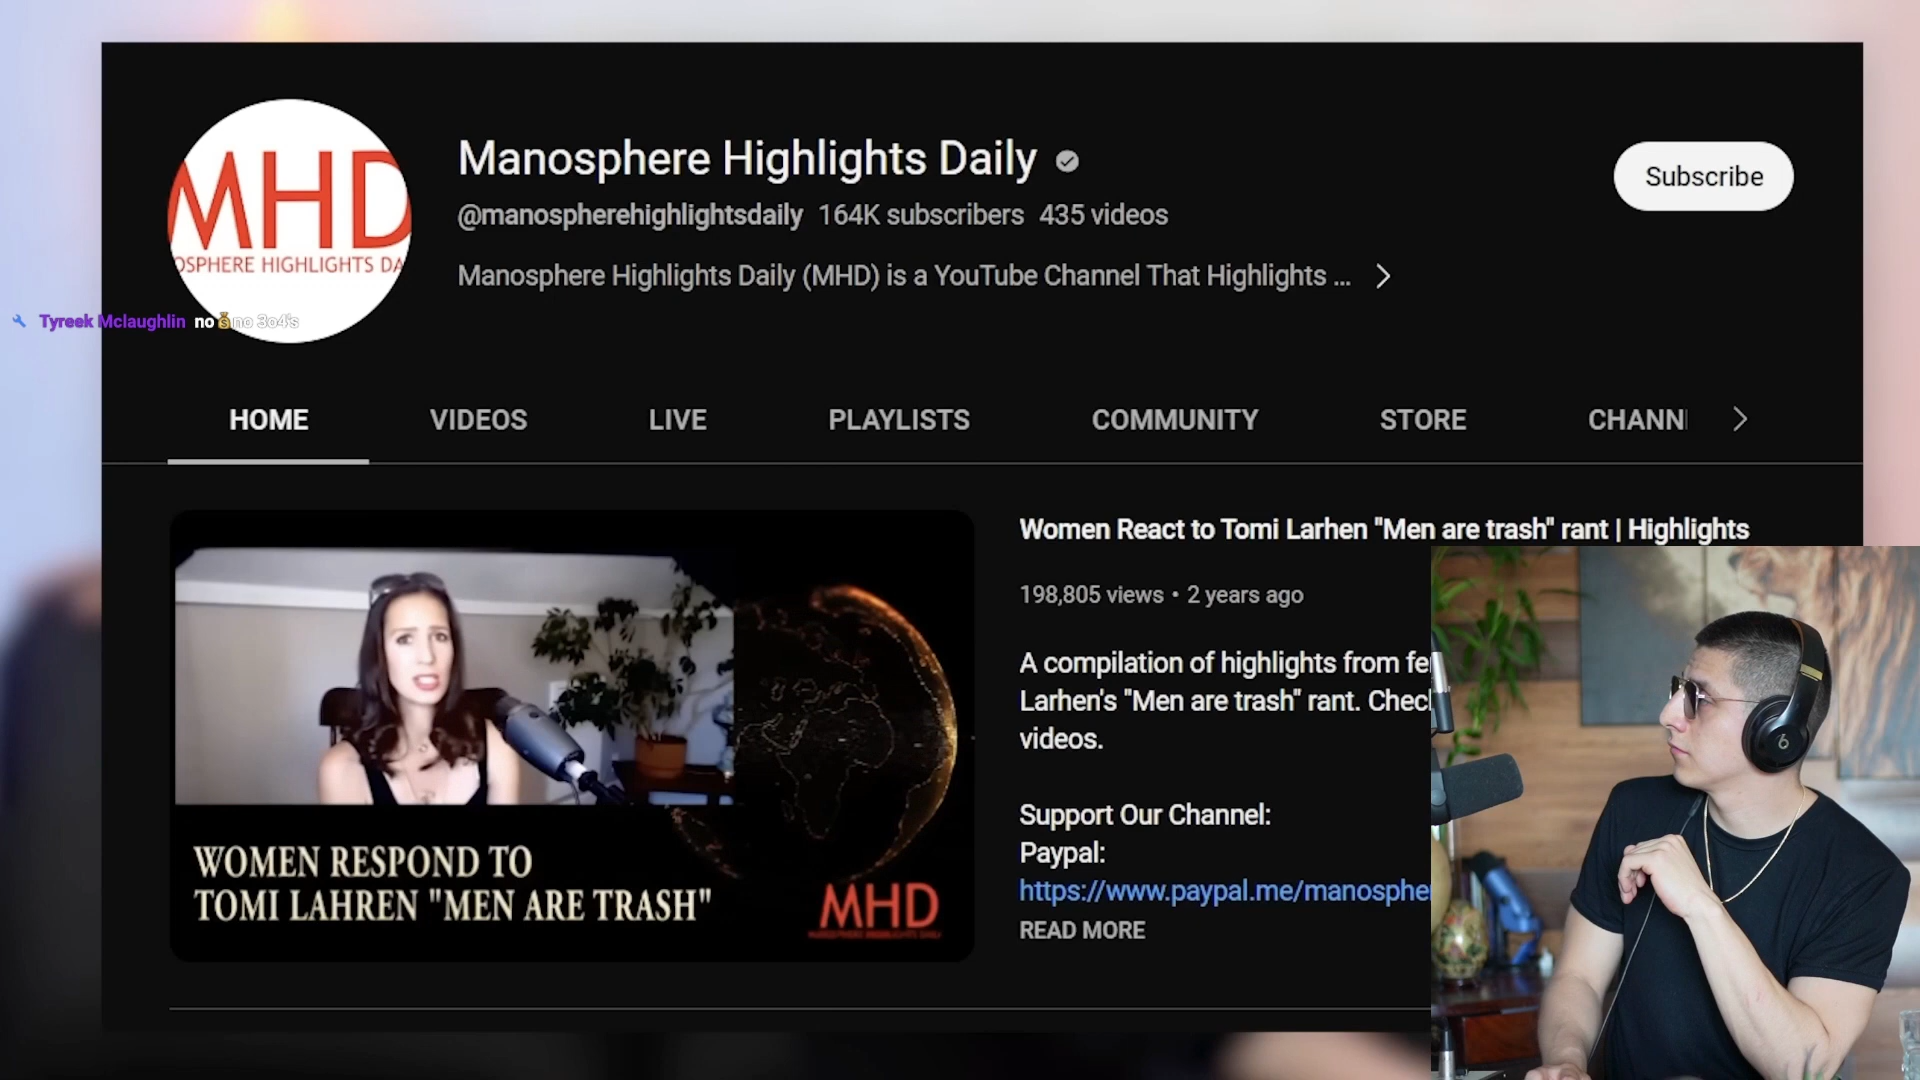 MHD
OSPHERE HIGHLIGHTS DA
Manosphere Highlights Daily
@manospherehighlightsdaily 164K subscribers 435 videos
Manosphere Highlights Daily (MHD) is a YouTube Channel That Highlights ...
Subscribe
Tyreek Mclaughlin no💰no 3o4's
HOME VIDEOS LIVE PLAYLISTS COMMUNITY STORE CHANN
WOMEN RESPOND TO
TOMI LAHREN "MEN ARE TRASH"
MHD
Women React to Tomi Larhen "Men are trash" rant | Highlights
198,805 views • 2 years ago
A compilation of highlights from fe
Larhen's "Men are trash" rant. Chec
videos.
Support Our Channel:
Paypal:
https://www.paypal.me/manosphe
READ MORE